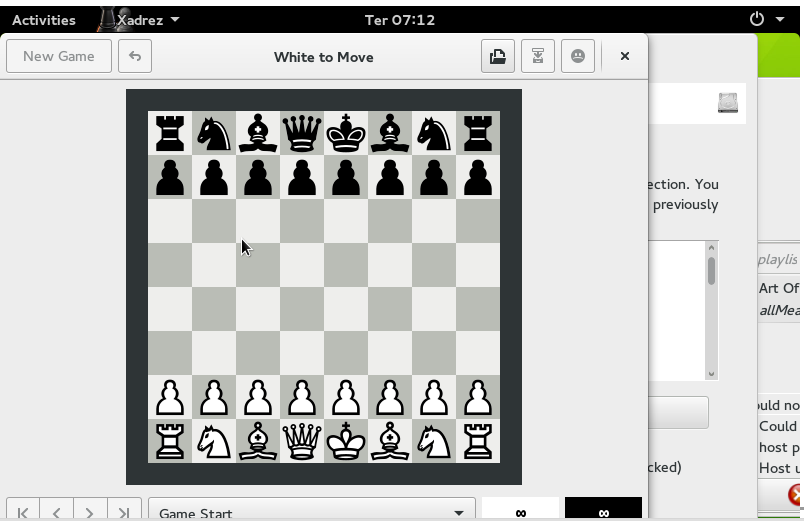 Activities
Xadrez
Ter 07:12
New Game
White to Move
ection. You
previously
playlis
Art Of
allMea
ould no
Could
host p
cked)
Host u
Game Start
∞
∞